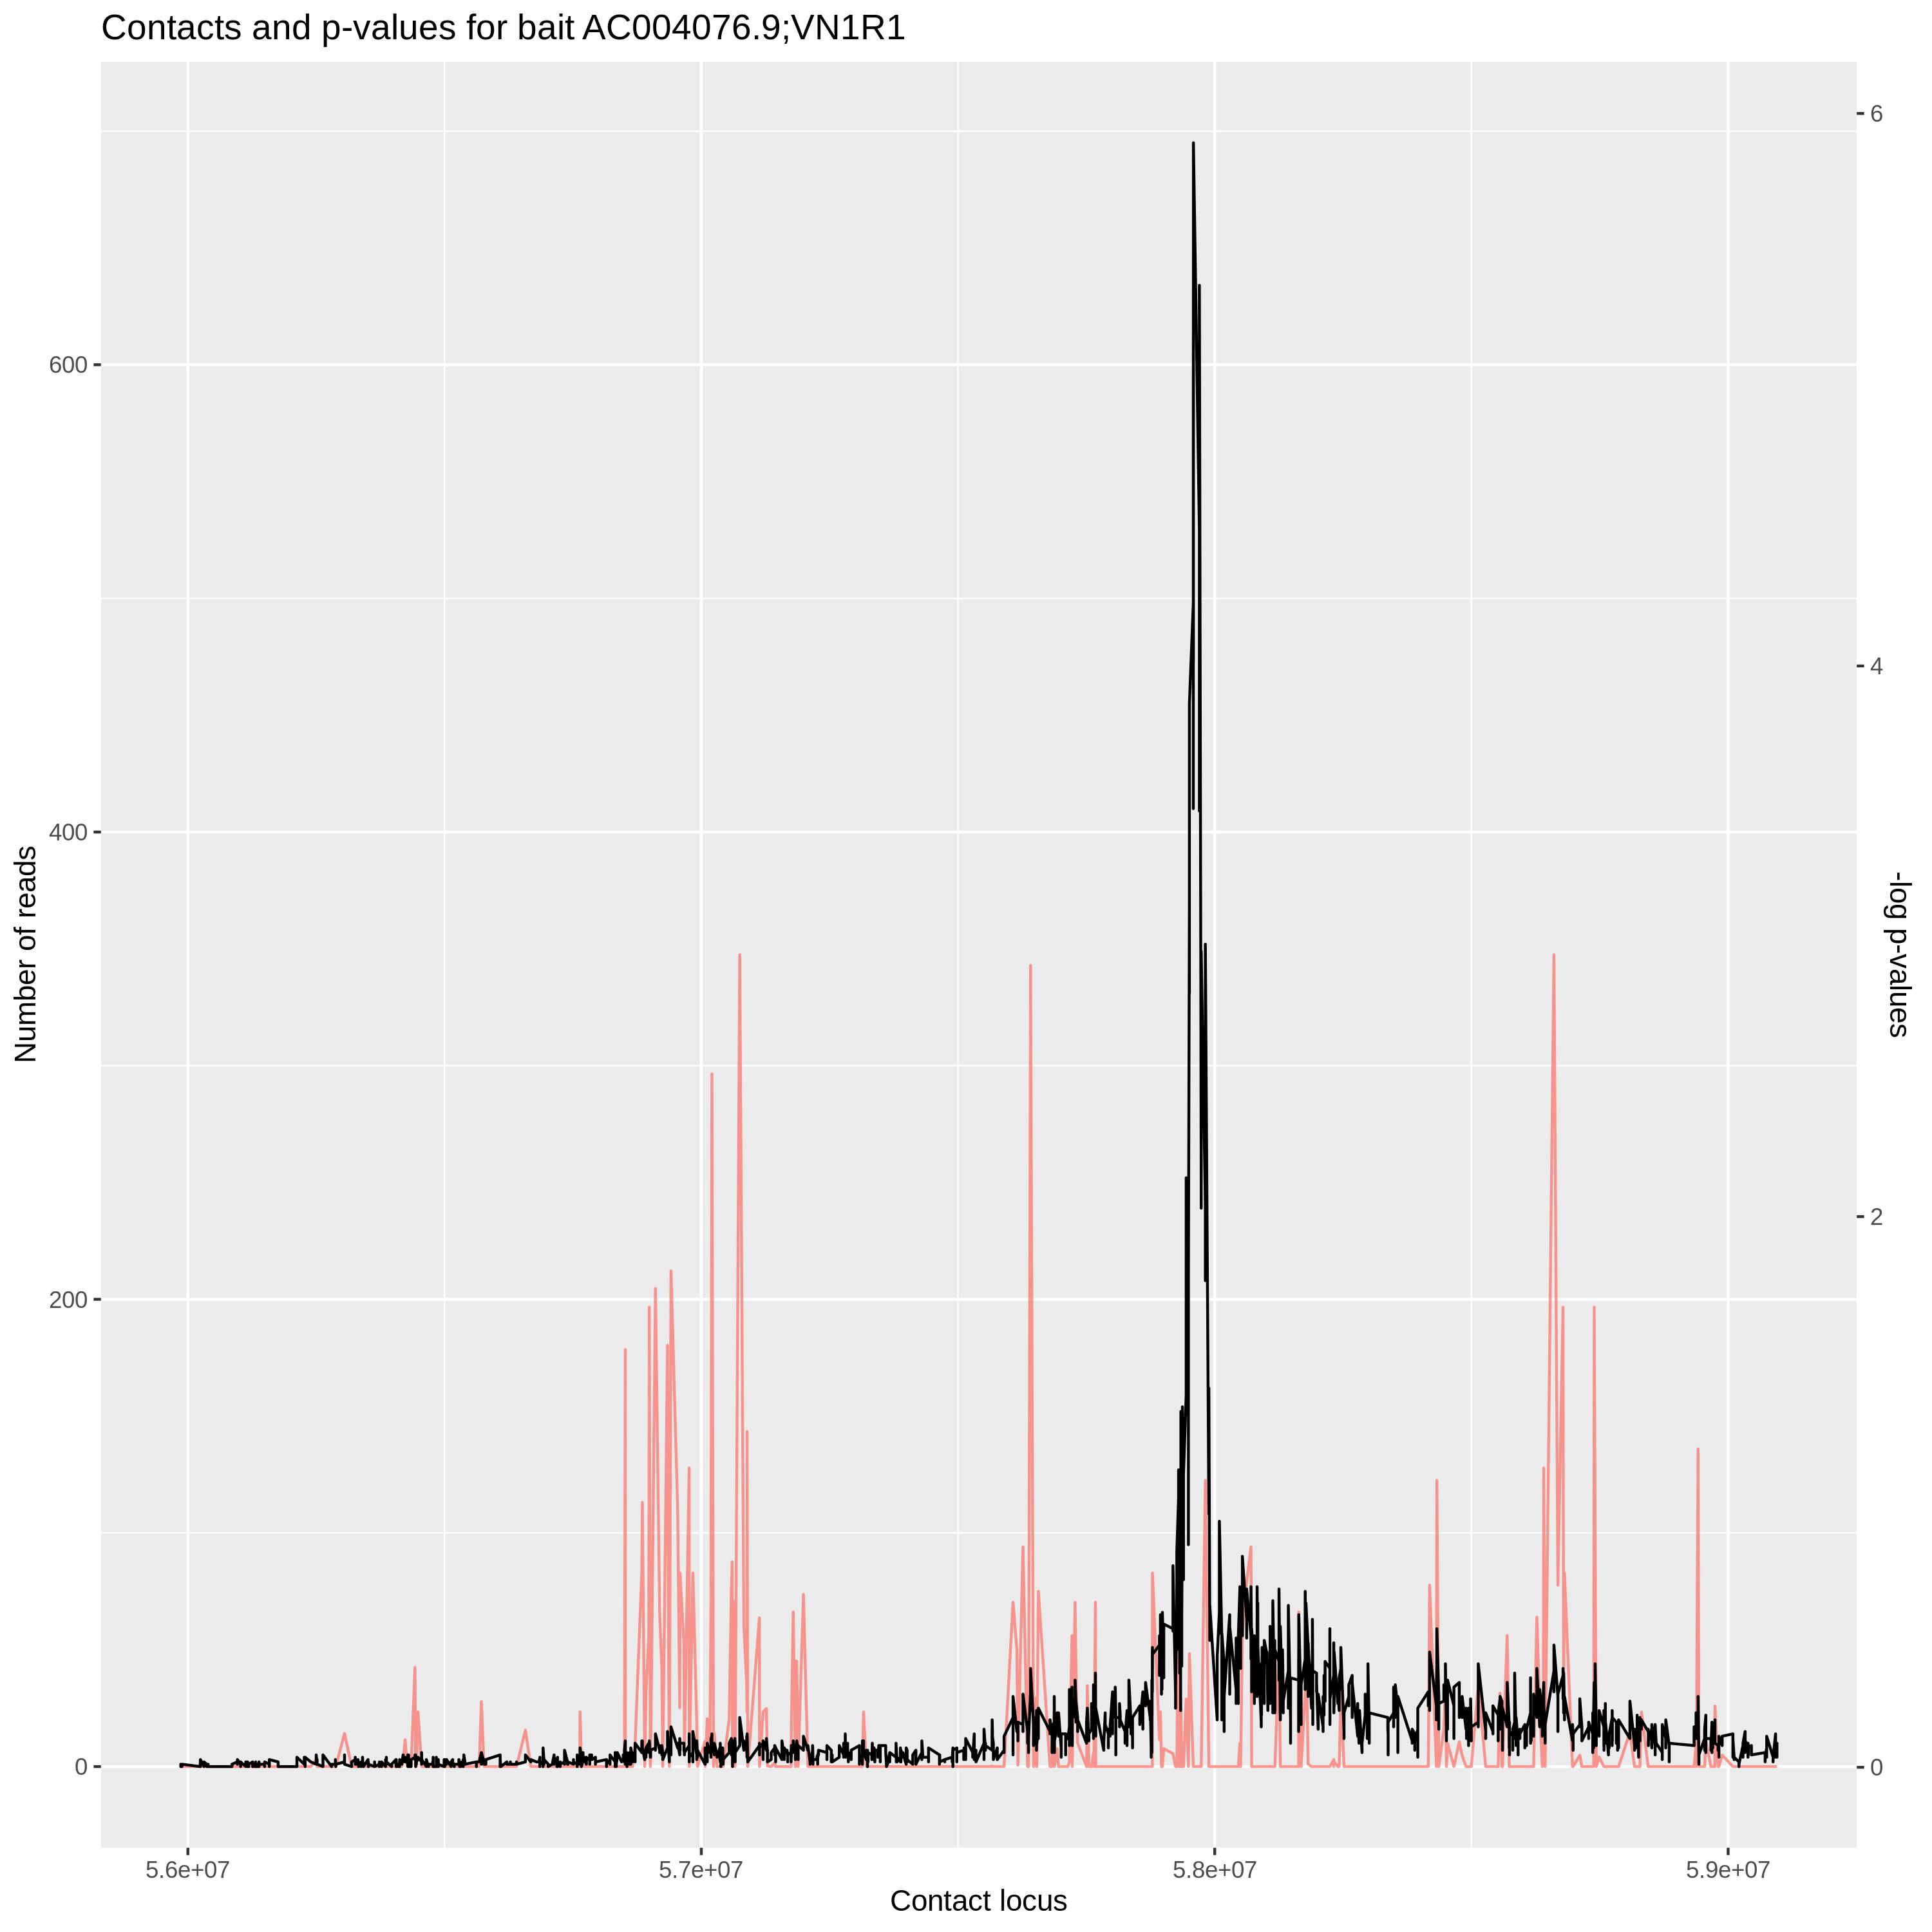 Contacts and p-values for bait AC004076.9;VN1R1
6
600
4
400
Number of reads
-log p-values
2
200
0
0
5.6e+07
5.7e+07
5.8e+07
5.9e+07
Contact locus